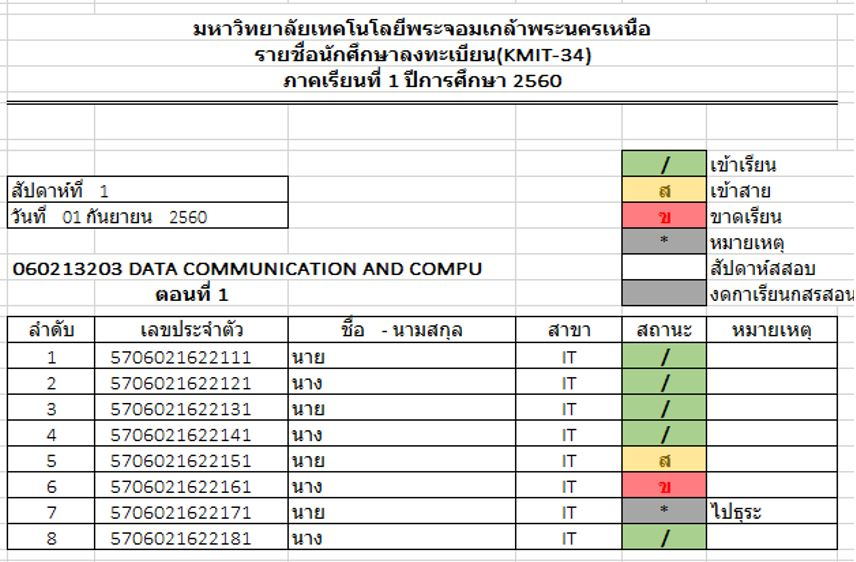 มหาวิทยาลัยเทคโนโลยีพระจอมเกล้าพระนครเหนือ
รายชื่อนักศึกษาลงทะเบียน(KMIT-34)
ภาคเรียนที่ 1 ปีการศึกษา 2560
/ เข้าเรียน
สัปดาห์ที่ 1 ส เข้าสาย
วันที่ 01 กันยายน 2560 ข ขาดเรียน
* หมายเหตุ
060213203 DATA COMMUNICATION AND COMPU สัปดาห์สสอบ
ตอนที่ 1 งดกาเรียนกสรสอน
ลำดับ เลขประจำตัว ชื่อ - นามสกุล สาขา สถานะ หมายเหตุ
1 5706021622111 นาย IT /
2 5706021622121 นาง IT /
3 5706021622131 นาย IT /
4 5706021622141 นาง IT /
5 5706021622151 นาย IT ส
6 5706021622161 นาง IT ข
7 5706021622171 นาย IT * ไปธุระ
8 5706021622181 นาง IT /